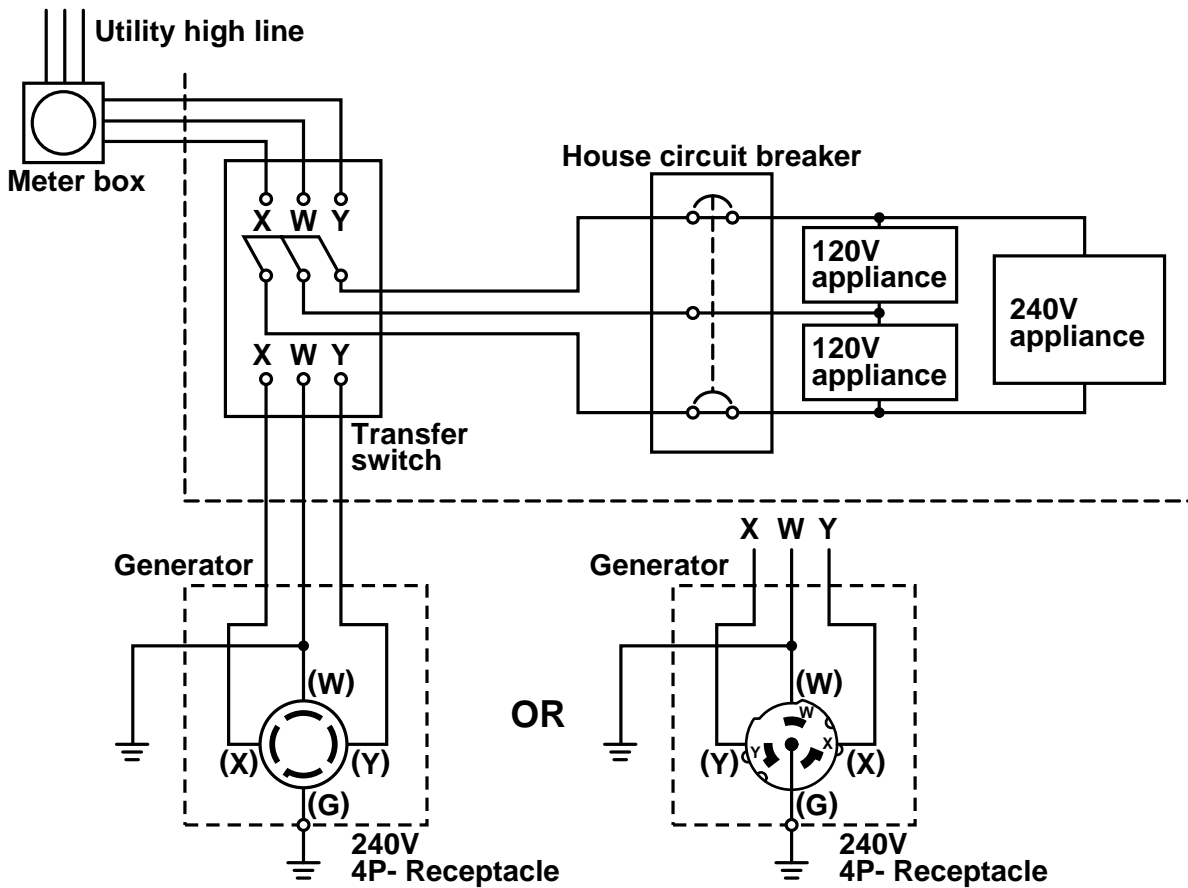 Utility high line
Meter box
House circuit breaker
X W Y
120V
appliance
240V
appliance
120V
appliance
X W Y
Transfer
switch
X W Y
Generator
Generator
(W)
(W)
W
OR
Y
X
(X)
(Y)
(Y)
(X)
(G)
(G)
240V
4P- Receptacle
240V
4P- Receptacle